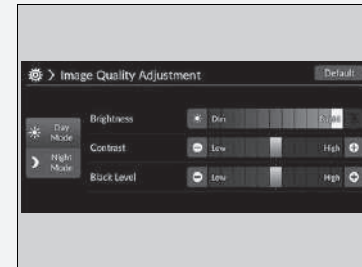 > Image Quality Adjustment Default
Brightness Dim
Day Mode
Contrast Low High
Night Mode
Black Level Low High